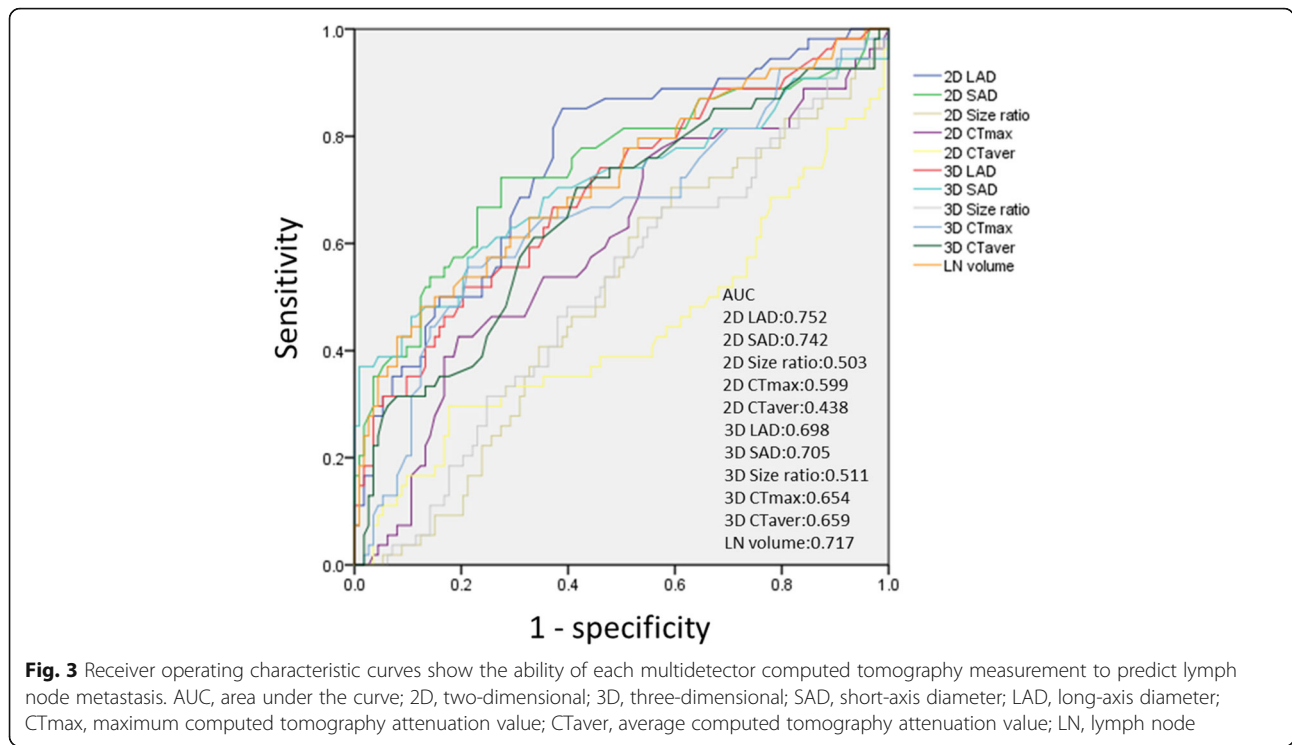 1.0
0.8
0.6
0.4
0.2
0.0
Sensitivity
0.0 0.2 0.4 0.6 0.8 1.0
1 - specificity
2D LAD
2D SAD
2D Size ratio
2D CTmax
2D CTaver
3D LAD
3D SAD
3D Size ratio
3D CTmax
3D CTaver
LN volume
AUC
2D LAD:0.752
2D SAD:0.742
2D Size ratio:0.503
2D CTmax:0.599
2D CTaver:0.438
3D LAD:0.698
3D SAD:0.705
3D Size ratio:0.511
3D CTmax:0.654
3D CTaver:0.659
LN volume:0.717
Fig. 3 Receiver operating characteristic curves show the ability of each multidetector computed tomography measurement to predict lymph
node metastasis. AUC, area under the curve; 2D, two-dimensional; 3D, three-dimensional; SAD, short-axis diameter; LAD, long-axis diameter;
CTmax, maximum computed tomography attenuation value; CTaver, average computed tomography attenuation value; LN, lymph node